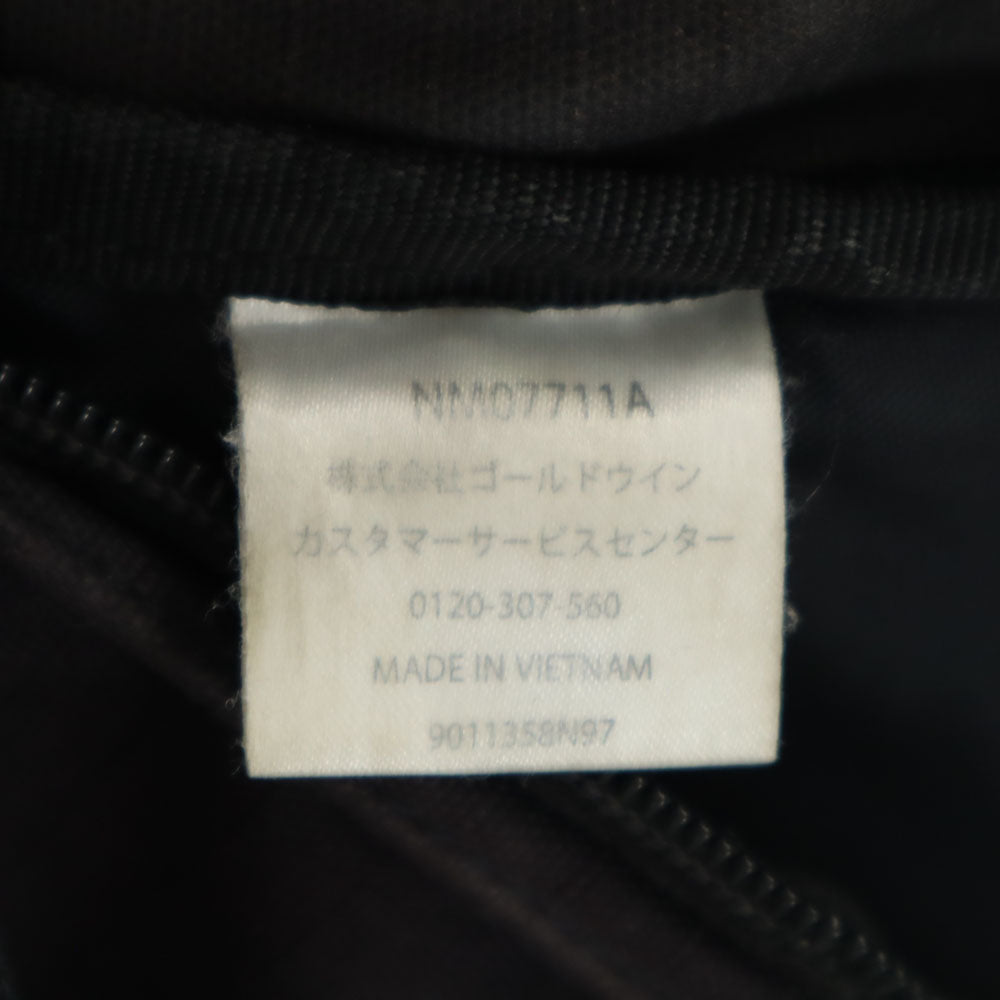 NM07711A
株式会社ゴールドウイン
カスタマーサービスセンター
0120-307-560
MADE IN VIETNAM
9011358N97